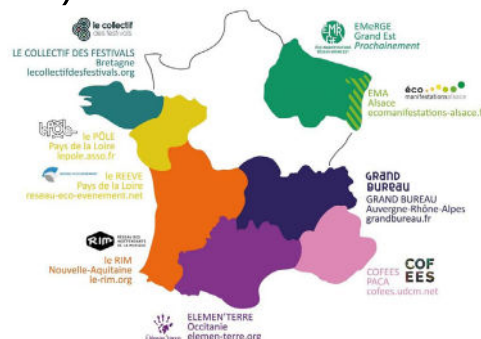 le collectif
des festivals
LE COLLECTIF DES FESTIVALS
Bretagne
lecollectifdesfestivals.org
EMeRGE
Grand Est
Prochainement
EMA
Alsace
ecomanifestations-alsace.f
éco
manifestationsalsace
le PÔLE
Pays de la Loire
lepole.asso.fr
le REEVE
Pays de la Loire
reseau-eco-evenement.net
GRAND
BUREAU
GRAND BUREAU
Auvergne-Rhône-Alpes
grandbureau.fr
RIM
le RIM
Nouvelle-Aquitaine
le-rim.org
COF
EES
COFEES
PACA
cofees.udcm.net
ELEMEN'TERRE
Occitanie
elemen-terre.org